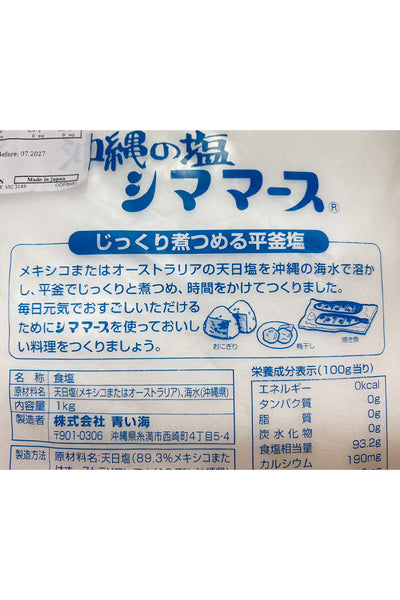 0 mg
Before: 07.2027
Made in Japan
VIC 3149
沖縄の塩
シママース®
じっくり煮つめる平釜塩
メキシコまたはオーストラリアの天日塩を沖縄の海水で溶か
し、平釜でじっくりと煮つめ、時間をかけてつくりました。
毎日元気でおすごしいただける
ためにシママースを使っておいし
い料理をつくりましょう。
おにぎり
梅干し
焼き魚
名称 食塩
原材料名 天日塩(メキシコまたはオーストラリア)、海水(沖縄県)
内容量 1kg
製造者 株式会社 青い海
〒901-0306 沖縄県糸満市西崎町4丁目5-4
製造方法 原材料名:天日塩(89.3%メキシコまた
栄養成分表示(100g当り)
エネルギー 0kcal
タンパク質 0g
脂質 0g
炭水化物 0g
食塩相当量 93.2g
カルシウム 190mg